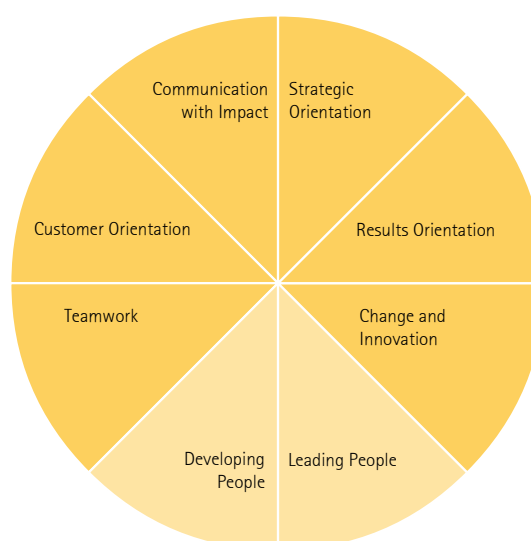 Communication
with Impact
Strategic
Orientation
Customer Orientation
Results Orientation
Teamwork
Change and
Innovation
Developing
People
Leading People